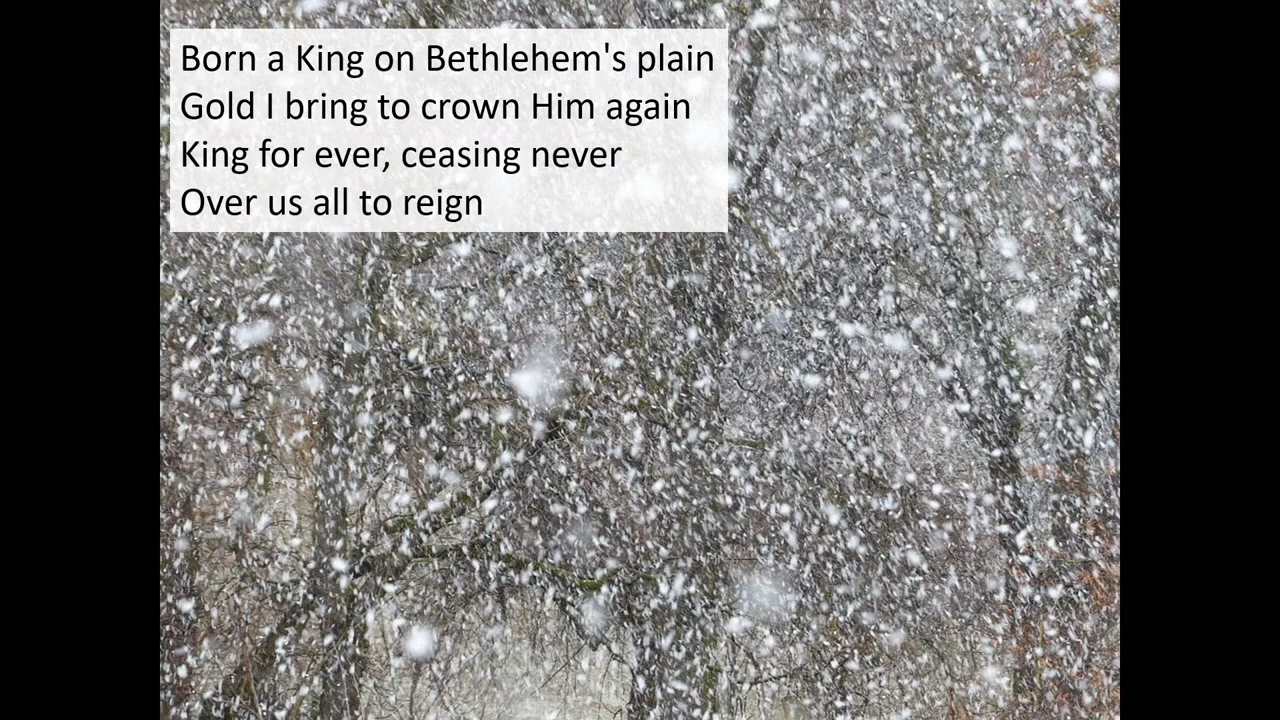 Born a King on Bethlehem's plain
Gold I bring to crown Him again
King for ever, ceasing never
Over us all to reign